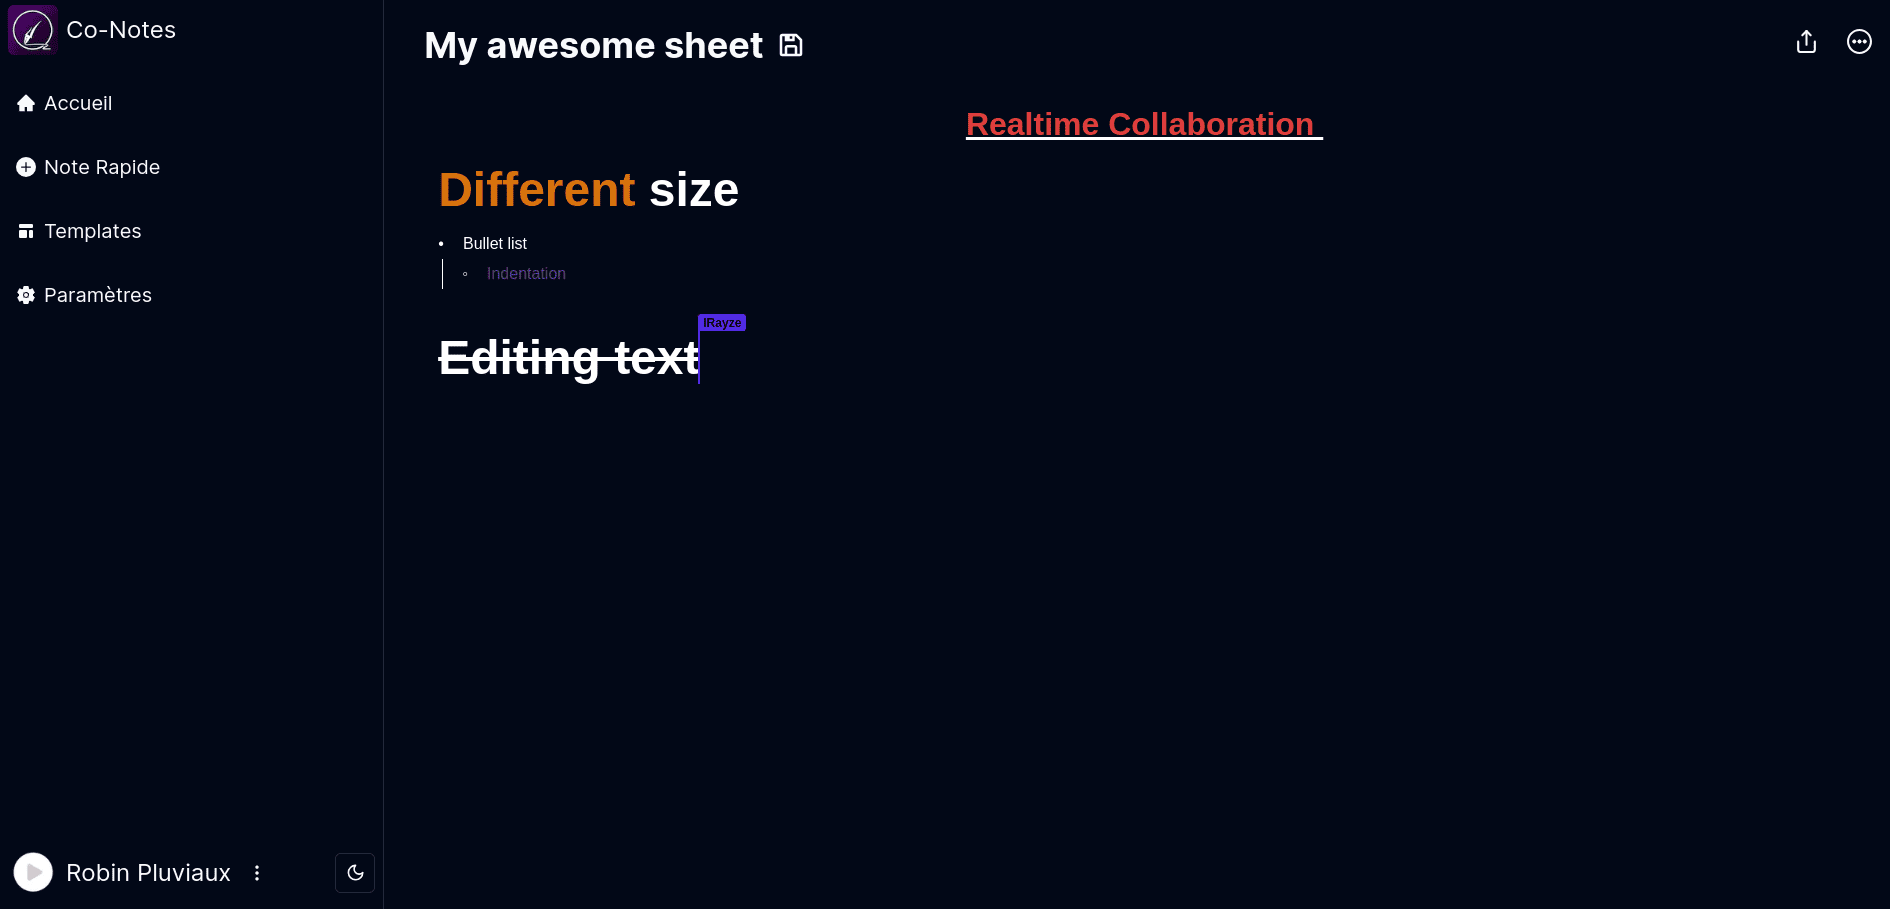 Co-Notes
Accueil
Note Rapide
Templates
Paramètres
Robin Pluviaux
My awesome sheet
Realtime Collaboration
Different size
• Bullet list
◦ Indentation
IRayze
Editing text